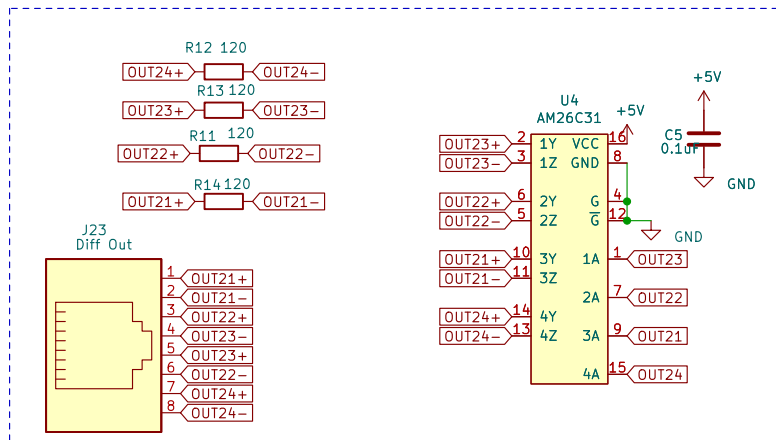 R12 120
OUT24+ OUT24-
R13 120
OUT23+ OUT23-
R11 120
OUT22+ OUT22-
R14 120
OUT21+ OUT21-
J23
Diff Out
1 OUT21+
2 OUT21-
3 OUT22+
4 OUT23-
5 OUT23+
6 OUT22-
7 OUT24+
8 OUT24-
U4
AM26C31
+5V
OUT23+ 2 1Y VCC 16
OUT23- 3 1Z GND 8
OUT22+ 6 2Y G 4
OUT22- 5 2Z G 12
GND
OUT21+ 10 3Y 1A 1 OUT23
OUT21- 11 3Z
2A 7 OUT22
OUT24+ 14 4Y
OUT24- 13 4Z 3A 9 OUT21
4A 15 OUT24
+5V
C5
0.1uF
GND